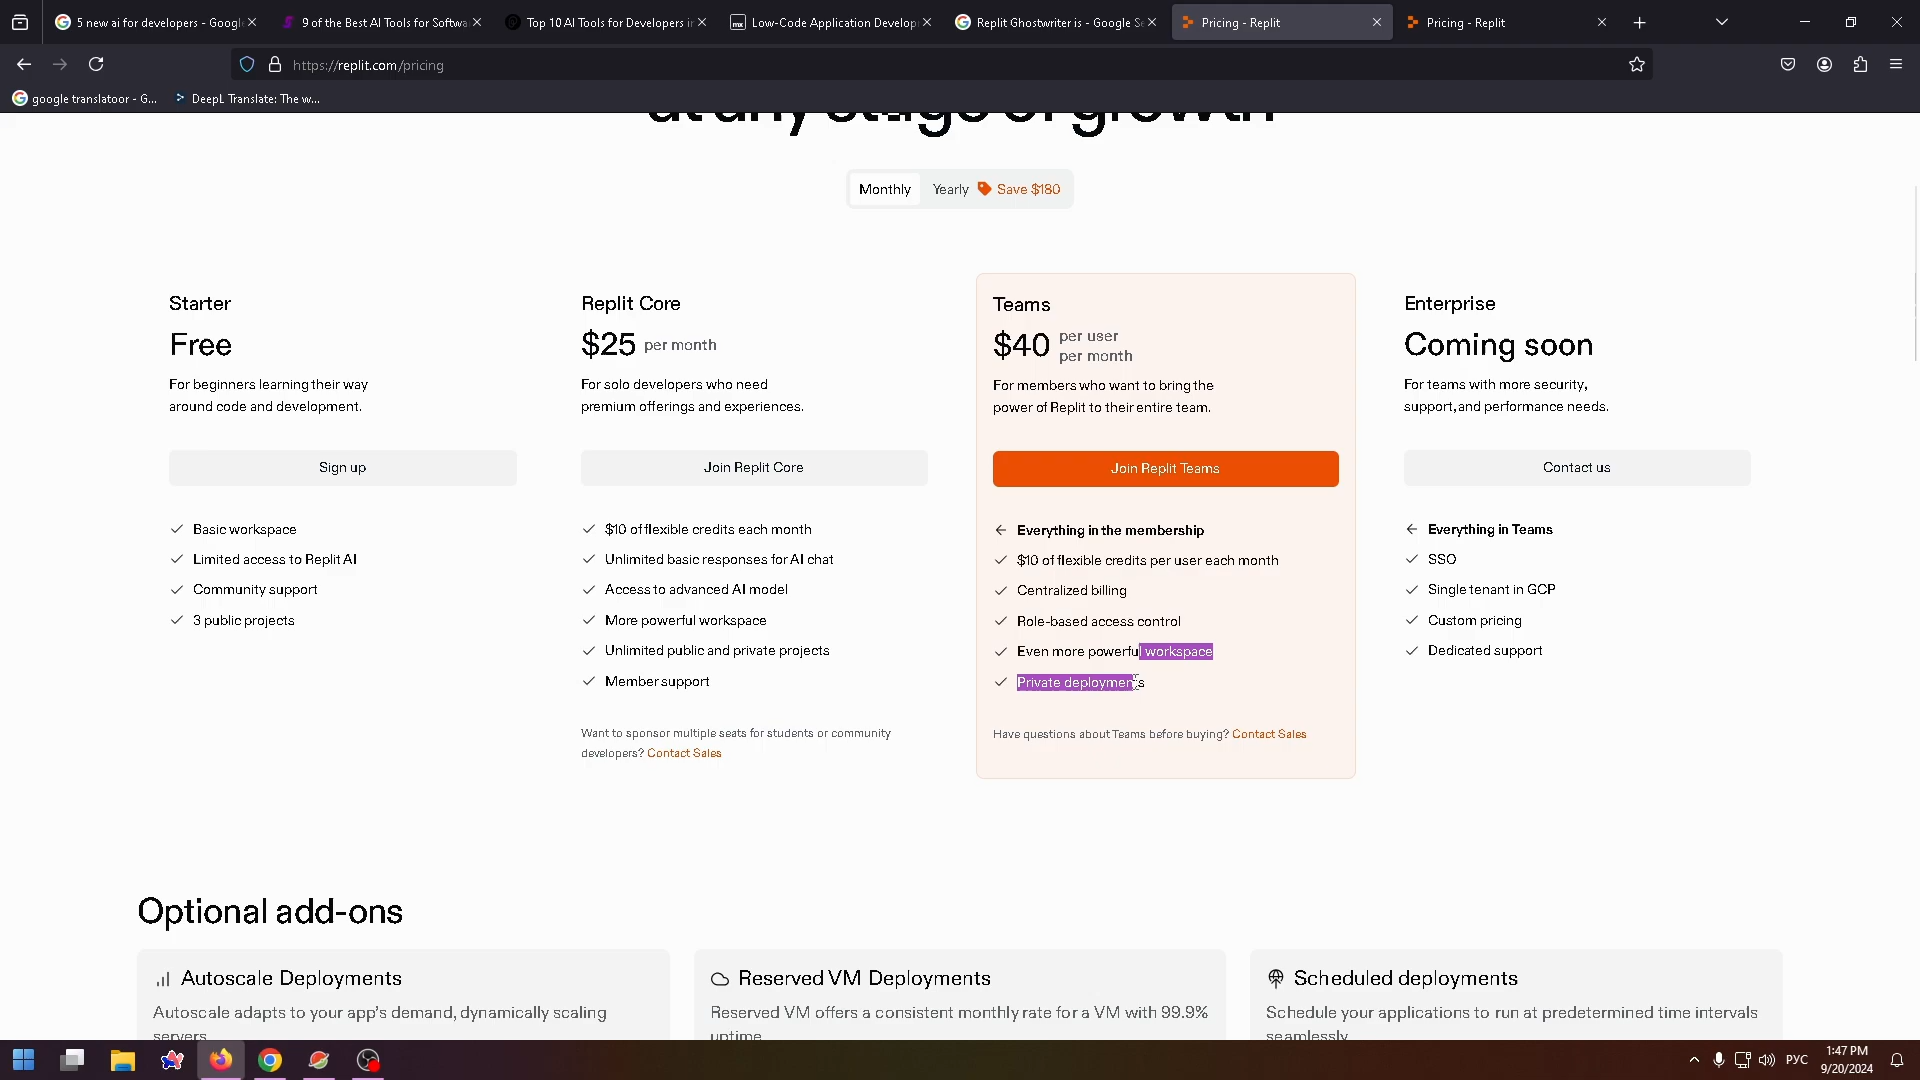 5 new ai for developers - Google
9 of the Best AI Tools for Softwa
Top 10 AI Tools for Developers in
Low-Code Application Develop
Replit Ghostwriter is - Google Se
Pricing - Replit
Pricing - Replit
https://replit.com/pricing
google translatoor - G...
DeepL Translate: The w...
at any stage of growth
Monthly
Yearly
Save $180
Starter
Free
For beginners learning their way
around code and development.
Sign up
Basic workspace
Limited access to Replit AI
Community support
3 public projects
Replit Core
$25 per month
For solo developers who need
premium offerings and experiences.
Join Replit Core
$10 of flexible credits each month
Unlimited basic responses for AI chat
Access to advanced AI model
More powerful workspace
Unlimited public and private projects
Member support
Want to sponsor multiple seats for students or community
developers? Contact Sales
Teams
$40 per user
per month
For members who want to bring the
power of Replit to their entire team.
Join Replit Teams
Everything in the membership
$10 of flexible credits per user each month
Centralized billing
Role-based access control
Even more powerful workspace
Private deployments
Have questions about Teams before buying? Contact Sales
Enterprise
Coming soon
For teams with more security,
support, and performance needs.
Contact us
Everything in Teams
SSO
Single tenant in GCP
Custom pricing
Dedicated support
Optional add-ons
Autoscale Deployments
Autoscale adapts to your app's demand, dynamically scaling
servers.
Reserved VM Deployments
Reserved VM offers a consistent monthly rate for a VM with 99.9%
uptime
Scheduled deployments
Schedule your applications to run at predetermined time intervals
seamlessly
РУС
1:47 PM
9/20/2024